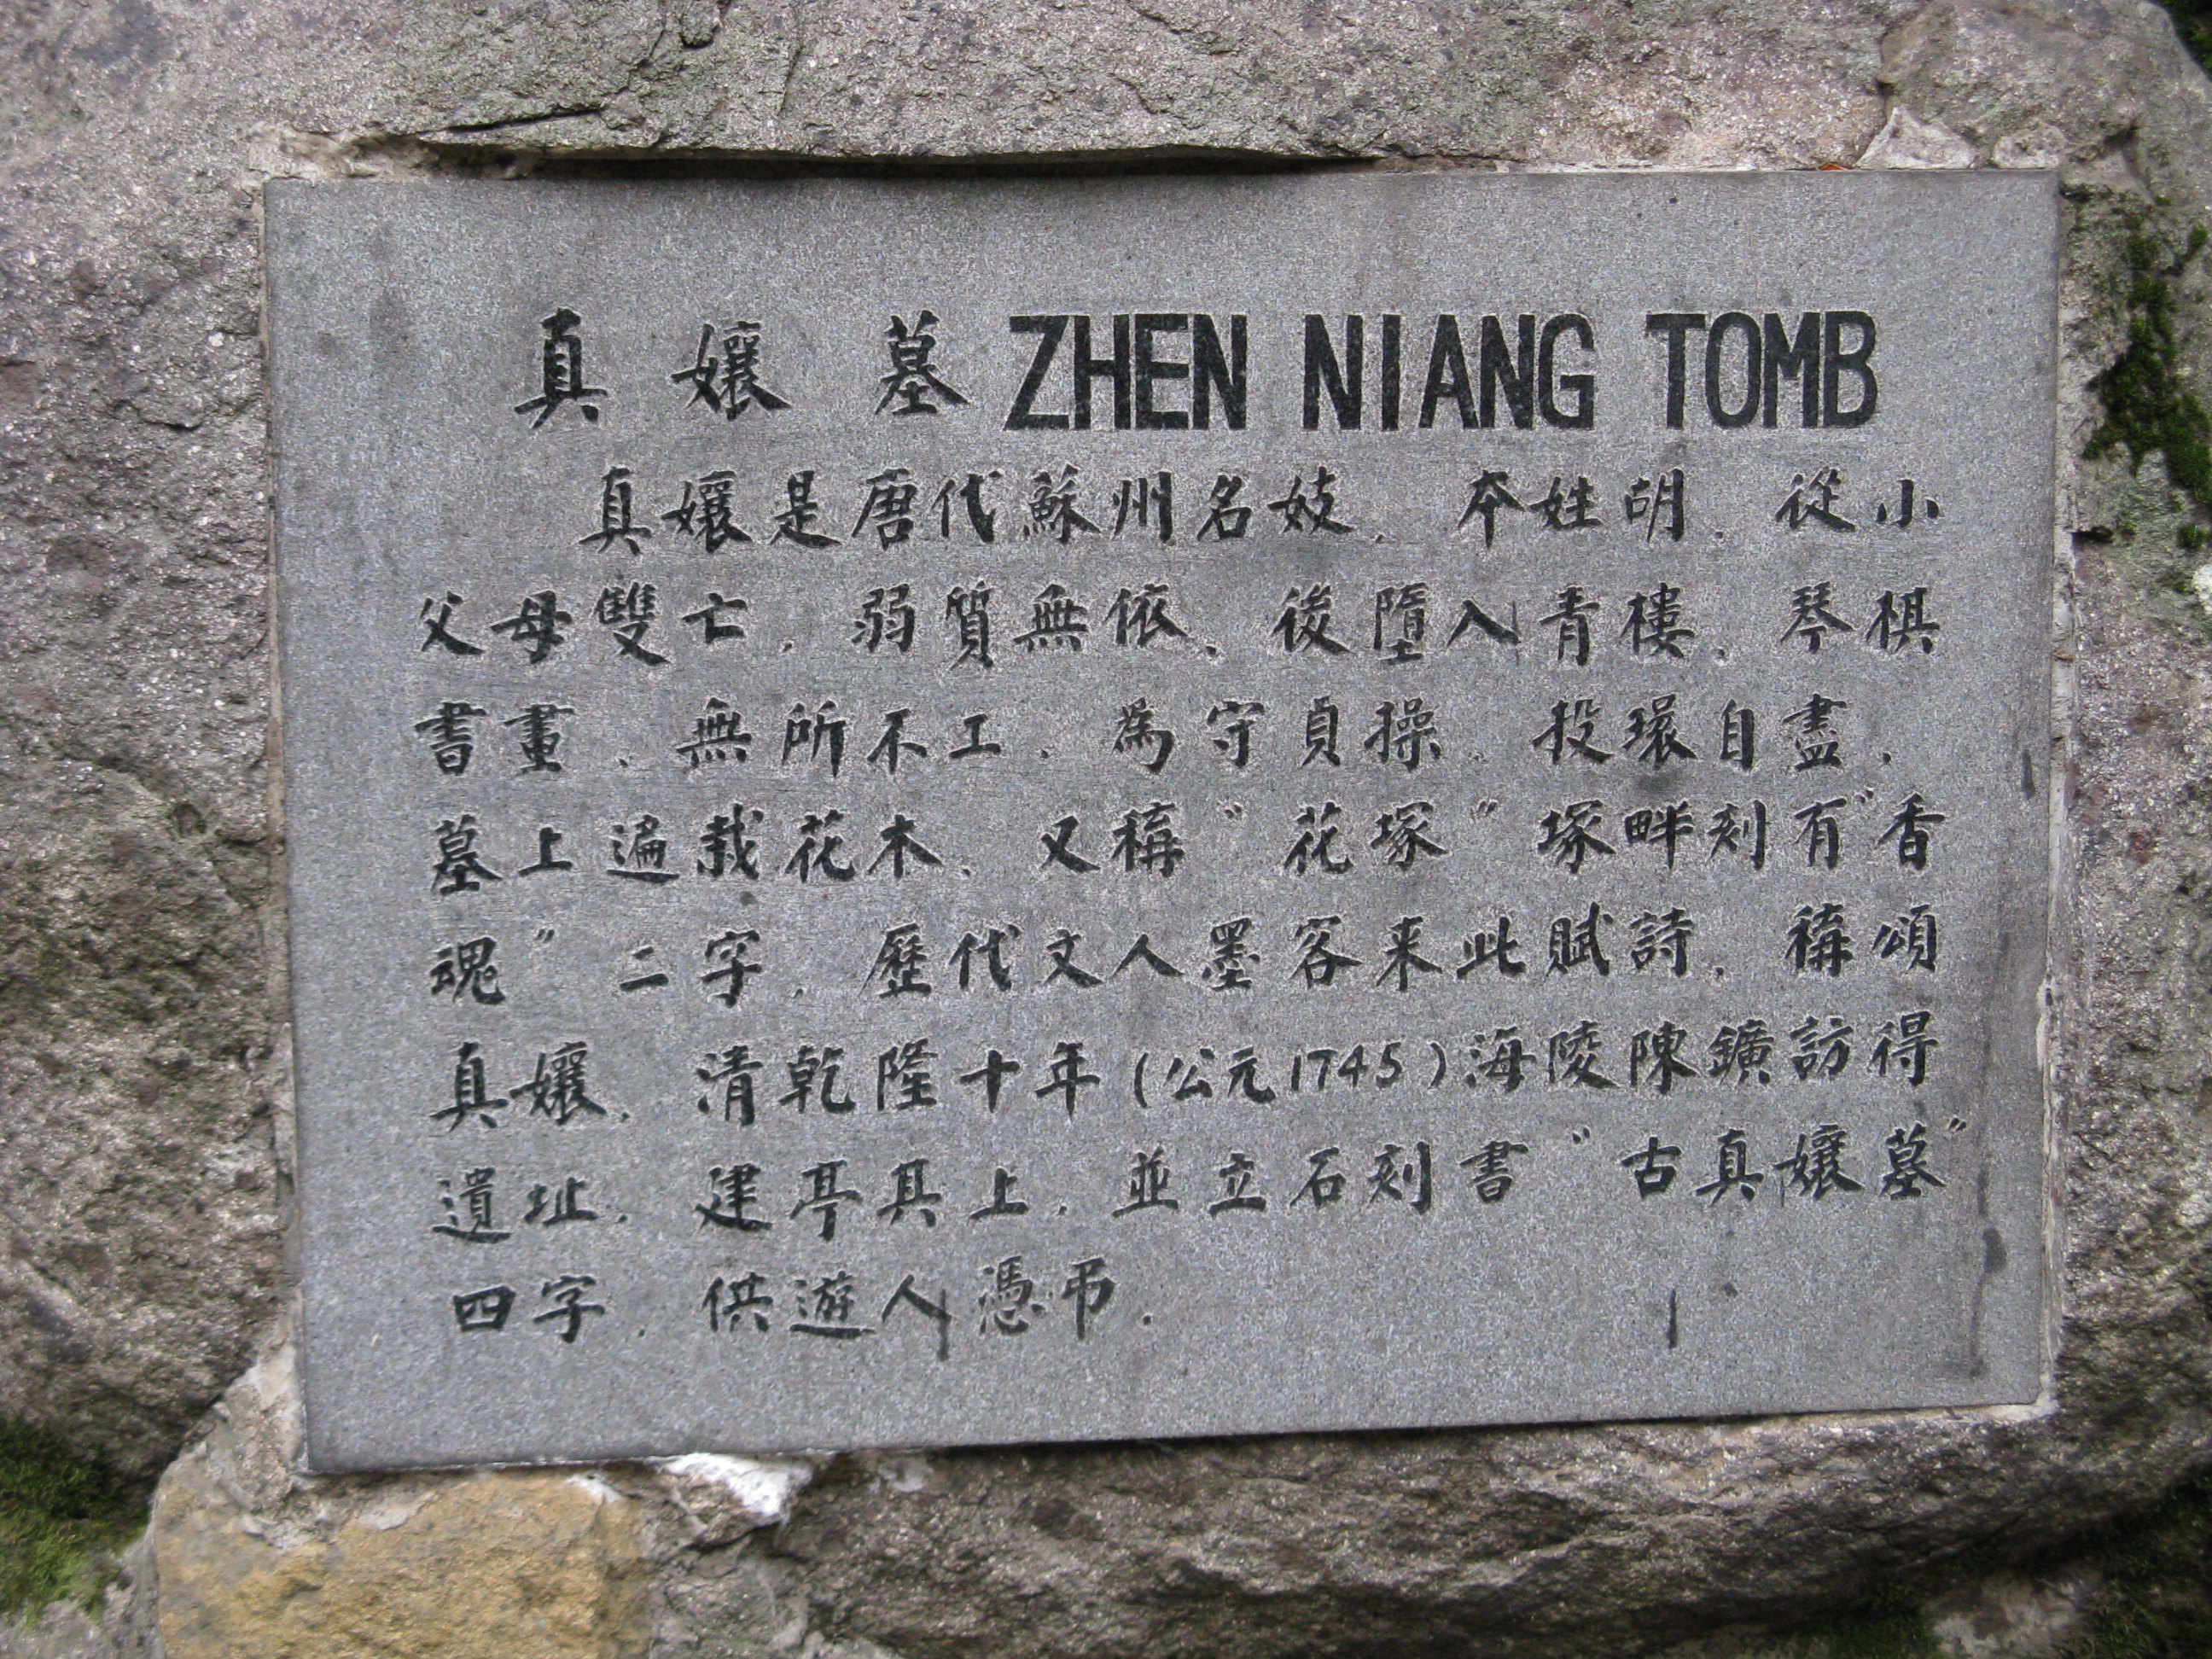 真孃墓 ZHEN NIANG TOMB
真孃是唐代蘇州名妓，本姓胡，從小
父母雙亡，弱質無依，後墮入青樓，琴棋
書畫，無所不工，為守貞操，投環自盡，
墓上遍栽花木，又稱“花塚”塚畔刻有“香
魂”二字，歷代文人墨客来此賦詩，稱頌
真孃，清乾隆十年(公元1745)海陵陳鑛訪得
遺址，建亭其上，並立石刻書“古真孃墓”
四字，供遊人憑弔．